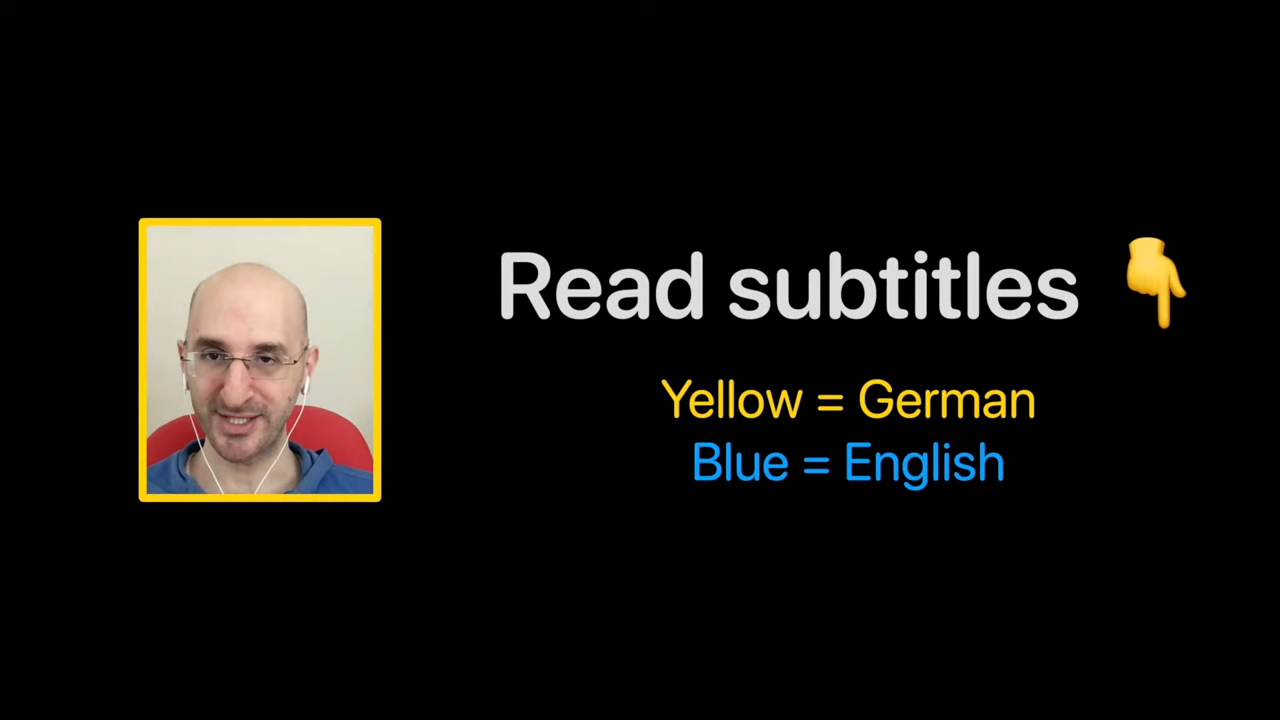 Read subtitles 👇
Yellow = German
Blue = English